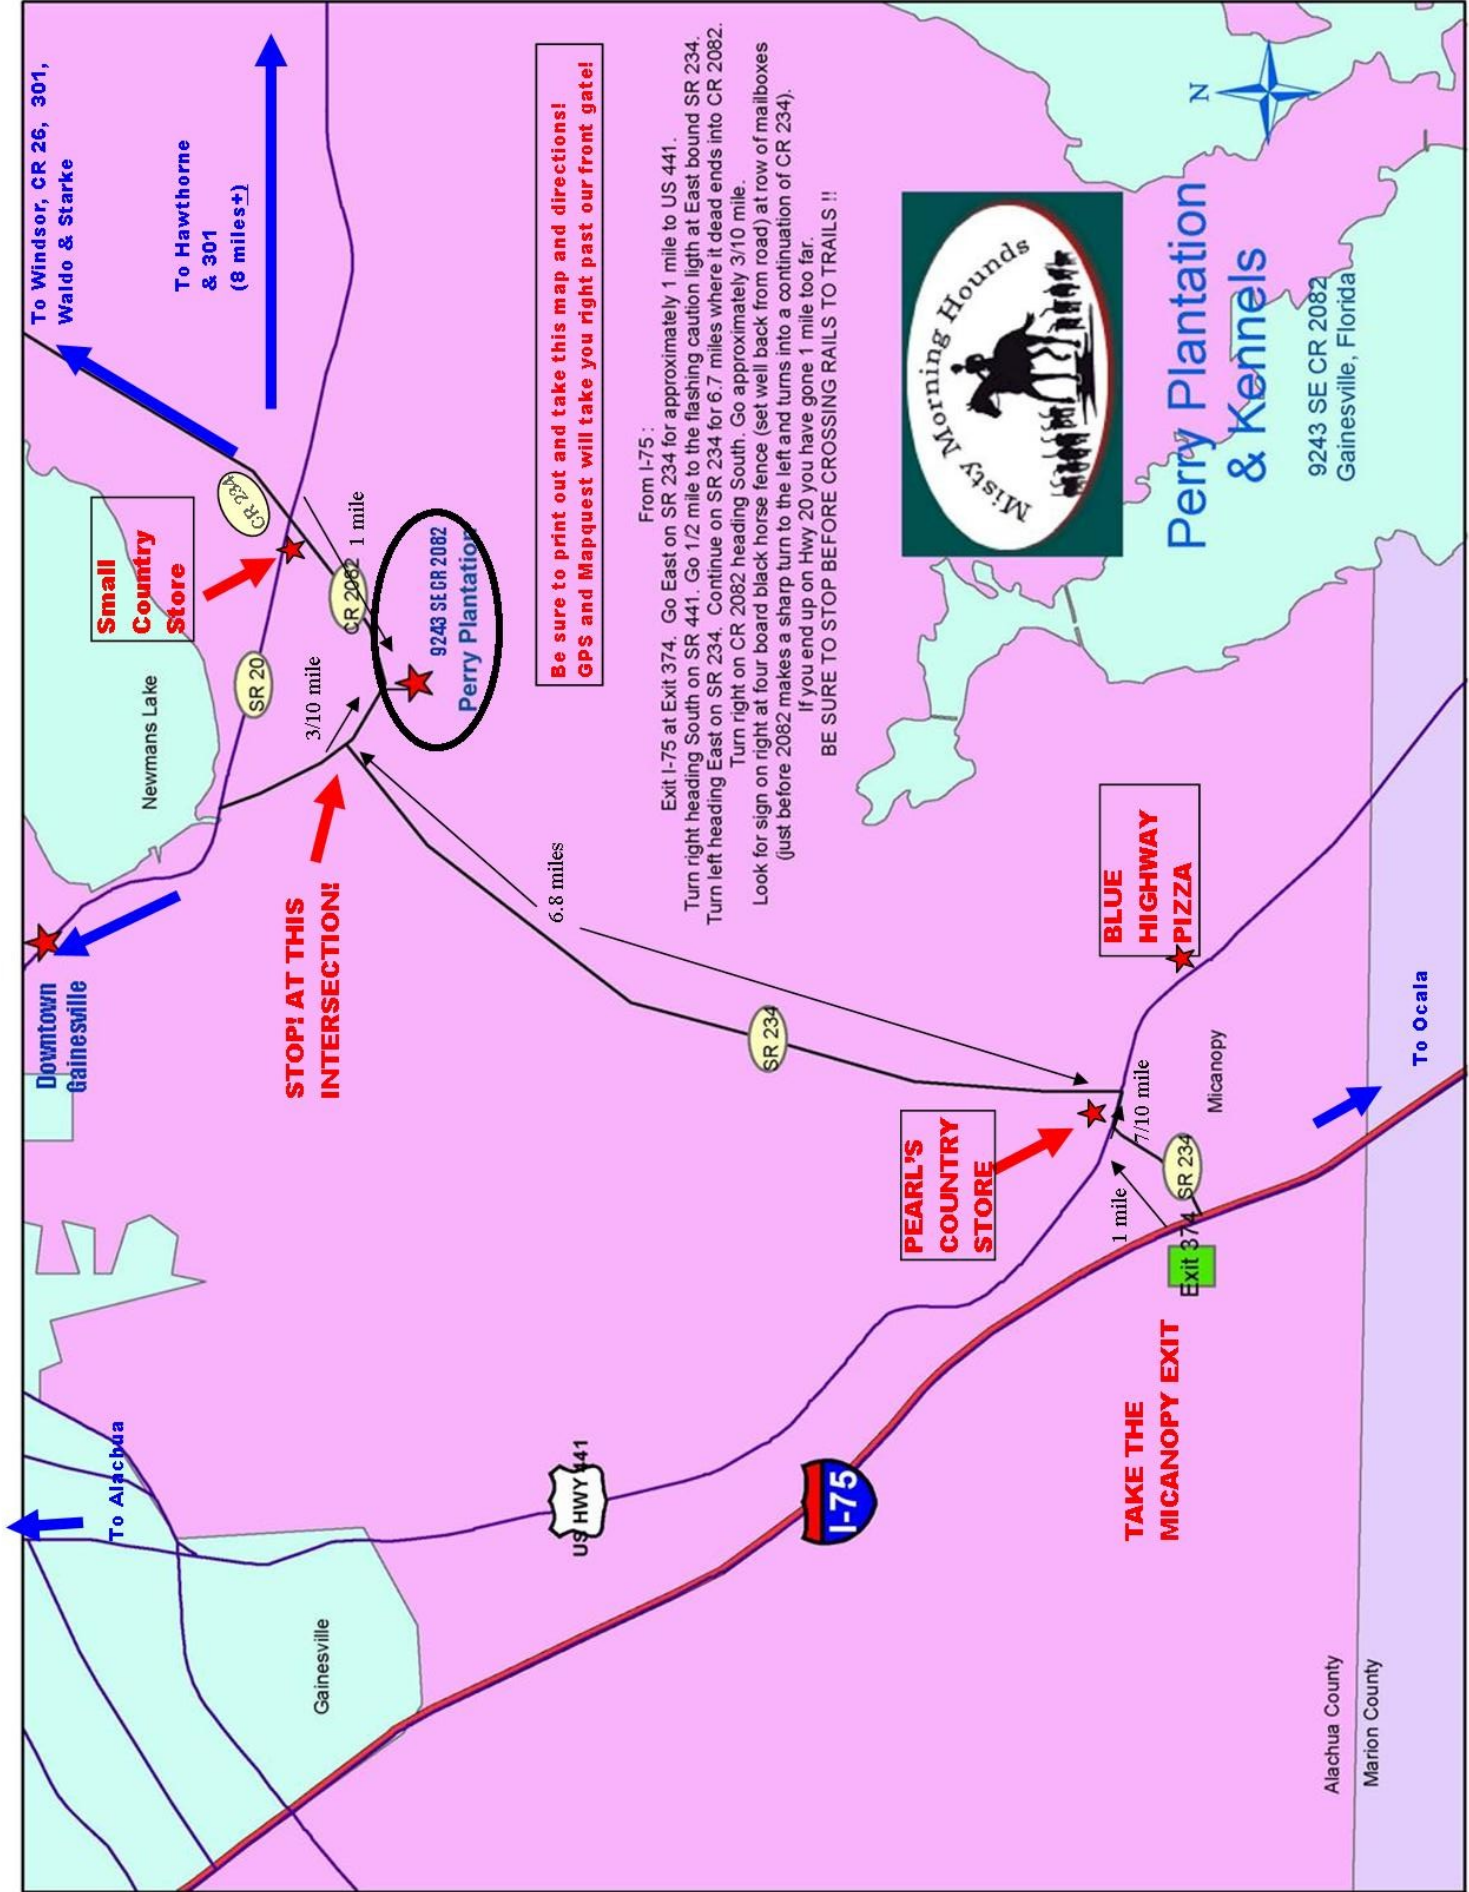 To Windsor, CR 26, 301,
Waldo & Starke
To Hawthorne
& 301
(8 miles+)
Downtown
Gainesville
To Alachua
Newmans Lake
Small
Country
Store
CR 234
SR 20
CR 2082
1 mile
3/10 mile
9243 SE CR 2082
Perry Plantation
STOP! AT THIS
INTERSECTION!
Be sure to print out and take this map and directions!
GPS and Mapquest will take you right past our front gate!
6.8 miles
Gainesville
US HWY 441
From I-75 :
Exit I-75 at Exit 374. Go East on SR 234 for approximately 1 mile to US 441.
Turn right heading South on SR 441. Go 1/2 mile to the flashing caution ligth at East bound SR 234.
Turn left heading East on SR 234. Continue on SR 234 for 6.7 miles where it dead ends into CR 2082.
Turn right on CR 2082 heading South. Go approximately 3/10 mile.
Look for sign on right at four board black horse fence (set well back from road) at row of mailboxes
(just before 2082 makes a sharp turn to the left and turns into a continuation of CR 234).
If you end up on Hwy 20 you have gone 1 mile too far.
BE SURE TO STOP BEFORE CROSSING RAILS TO TRAILS !!
SR 234
I-75
PEARL'S
COUNTRY
STORE
Misty Morning Hounds
BLUE
HIGHWAY
PIZZA
1 mile
7/10 mile
SR 234
Exit 374
Micanopy
TAKE THE
MICANOPY EXIT
N
Perry Plantation
& Kennels
9243 SE CR 2082
Gainesville, Florida
To Ocala
Alachua County
Marion County